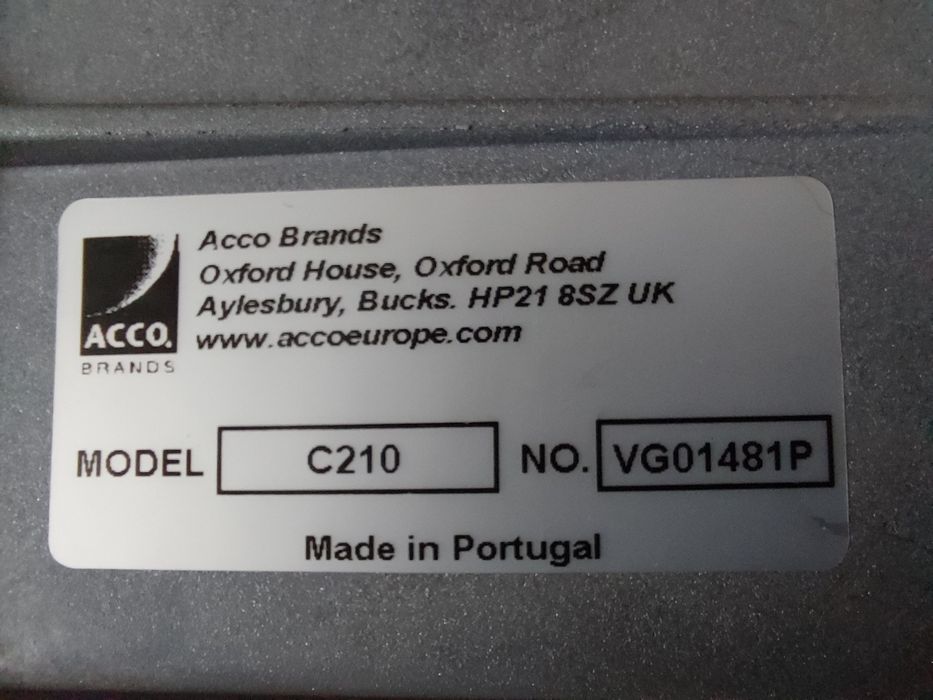 Acco Brands
Oxford House, Oxford Road
Aylesbury, Bucks. HP21 8SZ UK
www.accoeurope.com
ACCO.
BRANDS
MODEL C210 NO. VG01481P
Made in Portugal